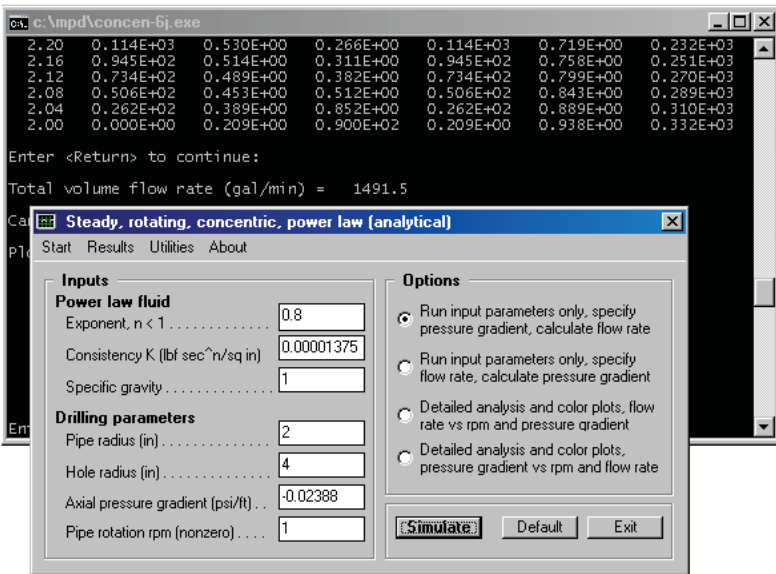 c:\mpd\concen-6j.exe
2.20 0.114E+03 0.530E+00 0.266E+00 0.114E+03 0.719E+00 0.232E+03
2.16 0.945E+02 0.514E+00 0.311E+00 0.945E+02 0.758E+00 0.251E+03
2.12 0.734E+02 0.489E+00 0.382E+00 0.734E+02 0.799E+00 0.270E+03
2.08 0.506E+02 0.453E+00 0.512E+00 0.506E+02 0.843E+00 0.289E+03
2.04 0.262E+02 0.389E+00 0.852E+00 0.262E+02 0.889E+00 0.310E+03
2.00 0.000E+00 0.209E+00 0.900E+02 0.209E+00 0.938E+00 0.332E+03
Enter <Return> to continue:
Total volume flow rate (gal/min) = 1491.5
Ca
Steady, rotating, concentric, power law (analytical)
Start Results Utilities About
Plo
Inputs
Power law fluid
Exponent, n < 1 . . . . . . . . . . . . . 0.8
Consistency K (lbf sec^n/sq in) 0.00001375
Specific gravity . . . . . . . . . . . . . . 1
Drilling parameters
Pipe radius (in) . . . . . . . . . . . . . . 2
Hole radius (in) . . . . . . . . . . . . . . 4
Axial pressure gradient (psi/ft) . . -0.02388
Pipe rotation rpm (nonzero) . . . . 1
Options
Run input parameters only, specify
pressure gradient, calculate flow rate
Run input parameters only, specify
flow rate, calculate pressure gradient
Detailed analysis and color plots, flow
rate vs rpm and pressure gradient
Detailed analysis and color plots,
pressure gradient vs rpm and flow rate
Simulate Default Exit
En